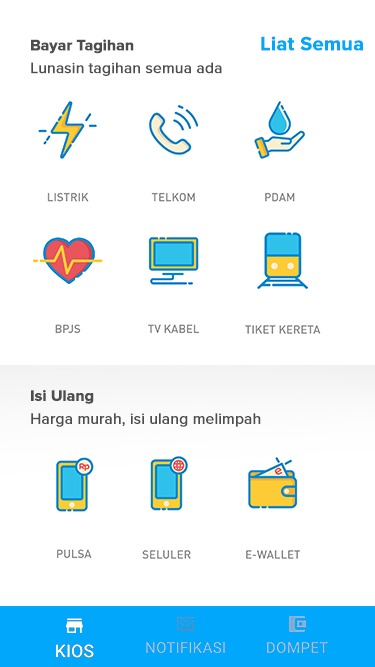 Bayar Tagihan
Liat Semua
Lunasin tagihan semua ada
LISTRIK
TELKOM
PDAM
BPJS
TV KABEL
TIKET KERETA
Isi Ulang
Harga murah, isi ulang melimpah
Rp
e
PULSA
SELULER
E-WALLET
KIOS
NOTIFIKASI
DOMPET